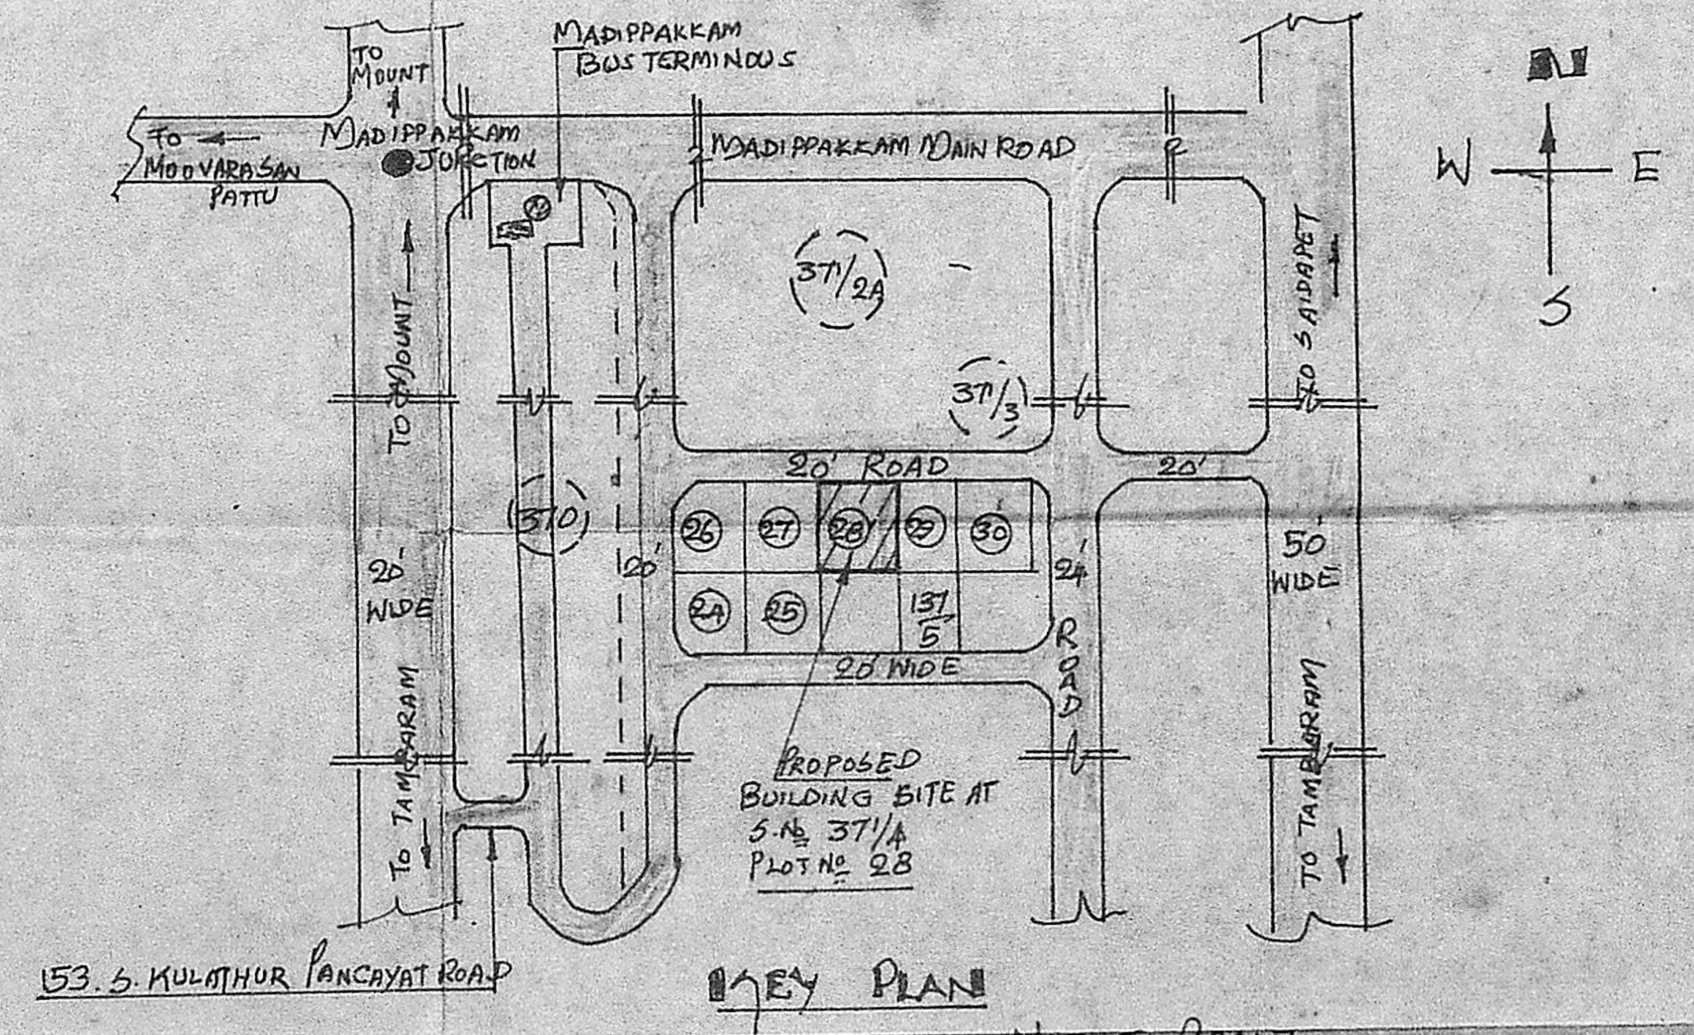 MADIPPAKKAM
BUS TERMINOUS
TO
MOUNT
N
W E
S
TO
MOOVARASAN
PATTU
MADIPPAKKAM
JUNCTION
MADIPPAKKAM MAIN ROAD
371/2A
371/3
TO MOUNT
TO SAIDAPET
20' ROAD
20'
370
26 27 28 29 30
24 25 137/5
20'
WIDE
20'
24'
ROAD
50'
WIDE
20' WIDE
TO TAMBARAM
TO TAMBARAM
PROPOSED
BUILDING SITE AT
S.No 371/4
PLOT No 28
153. S. KULATHUR PANCAYAT ROAD
KEY PLAN